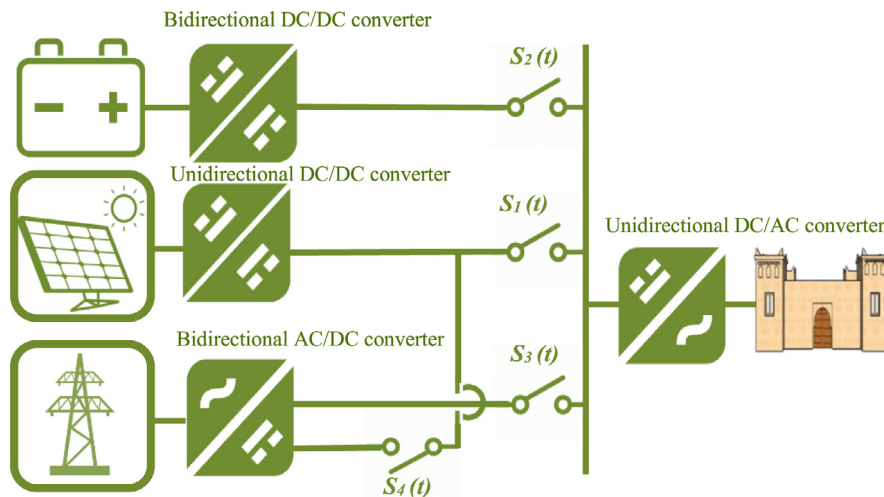 Bidirectional DC/DC converter
S2 (t)
Unidirectional DC/DC converter
S1 (t)
Unidirectional DC/AC converter
Bidirectional AC/DC converter
S3 (t)
S4 (t)